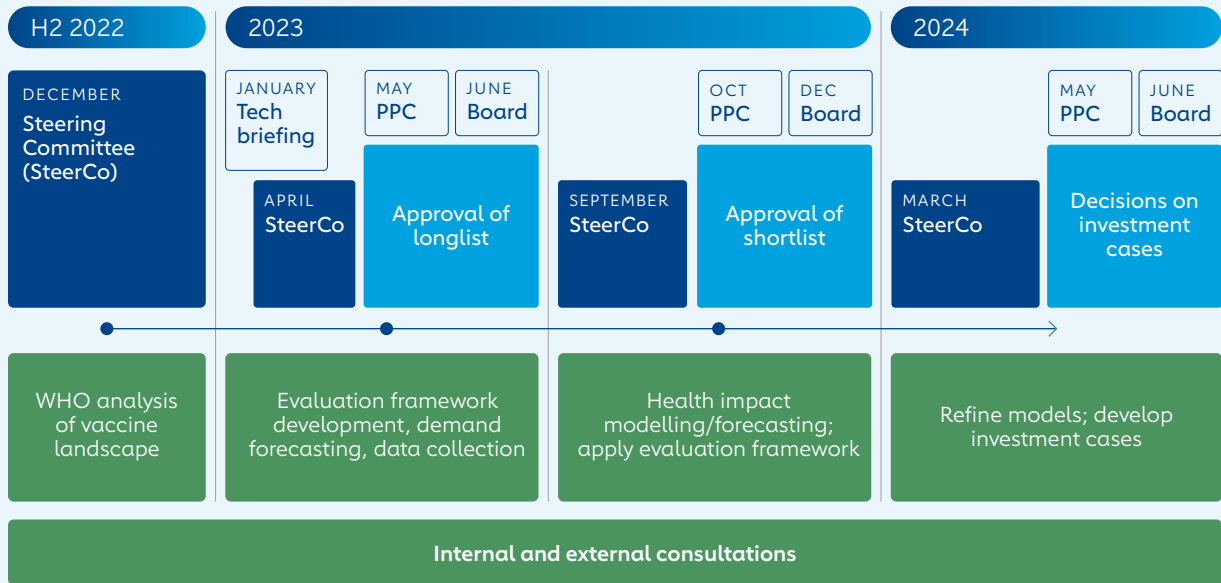 H2 2022
2023
2024
DECEMBER
Steering
Committee
(SteerCo)
JANUARY
Tech
briefing
MAY
PPC
JUNE
Board
APRIL
SteerCo
Approval of
longlist
OCT
PPC
DEC
Board
SEPTEMBER
SteerCo
Approval of
shortlist
MAY
PPC
JUNE
Board
MARCH
SteerCo
Decisions on
investment
cases
WHO analysis
of vaccine
landscape
Evaluation framework
development, demand
forecasting, data collection
Health impact
modelling/forecasting;
apply evaluation framework
Refine models; develop
investment cases
Internal and external consultations